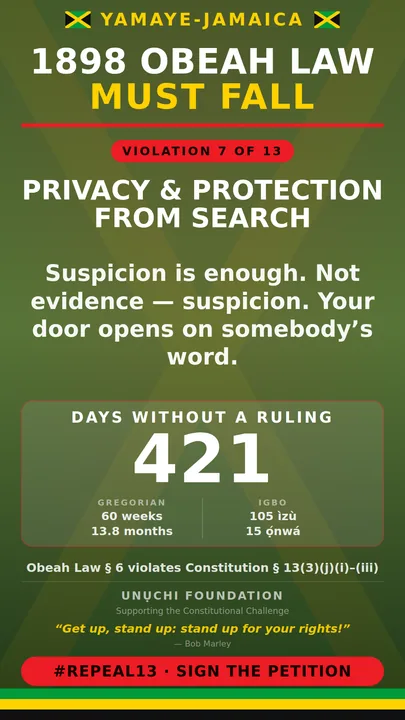 YAMAYE-JAMAICA
1898 OBEAH LAW
MUST FALL
VIOLATION 7 OF 13
PRIVACY & PROTECTION
FROM SEARCH
Suspicion is enough. Not
evidence — suspicion. Your
door opens on somebody’s
word.
DAYS WITHOUT A RULING
421
GREGORIAN
60 weeks
13.8 months
IGBO
105 ìzù
15 ọ́nwá
Obeah Law § 6 violates Constitution § 13(3)(j)(i)–(iii)
UNỤCHI FOUNDATION
Supporting the Constitutional Challenge
“Get up, stand up: stand up for your rights!”
— Bob Marley
#REPEAL13 · SIGN THE PETITION